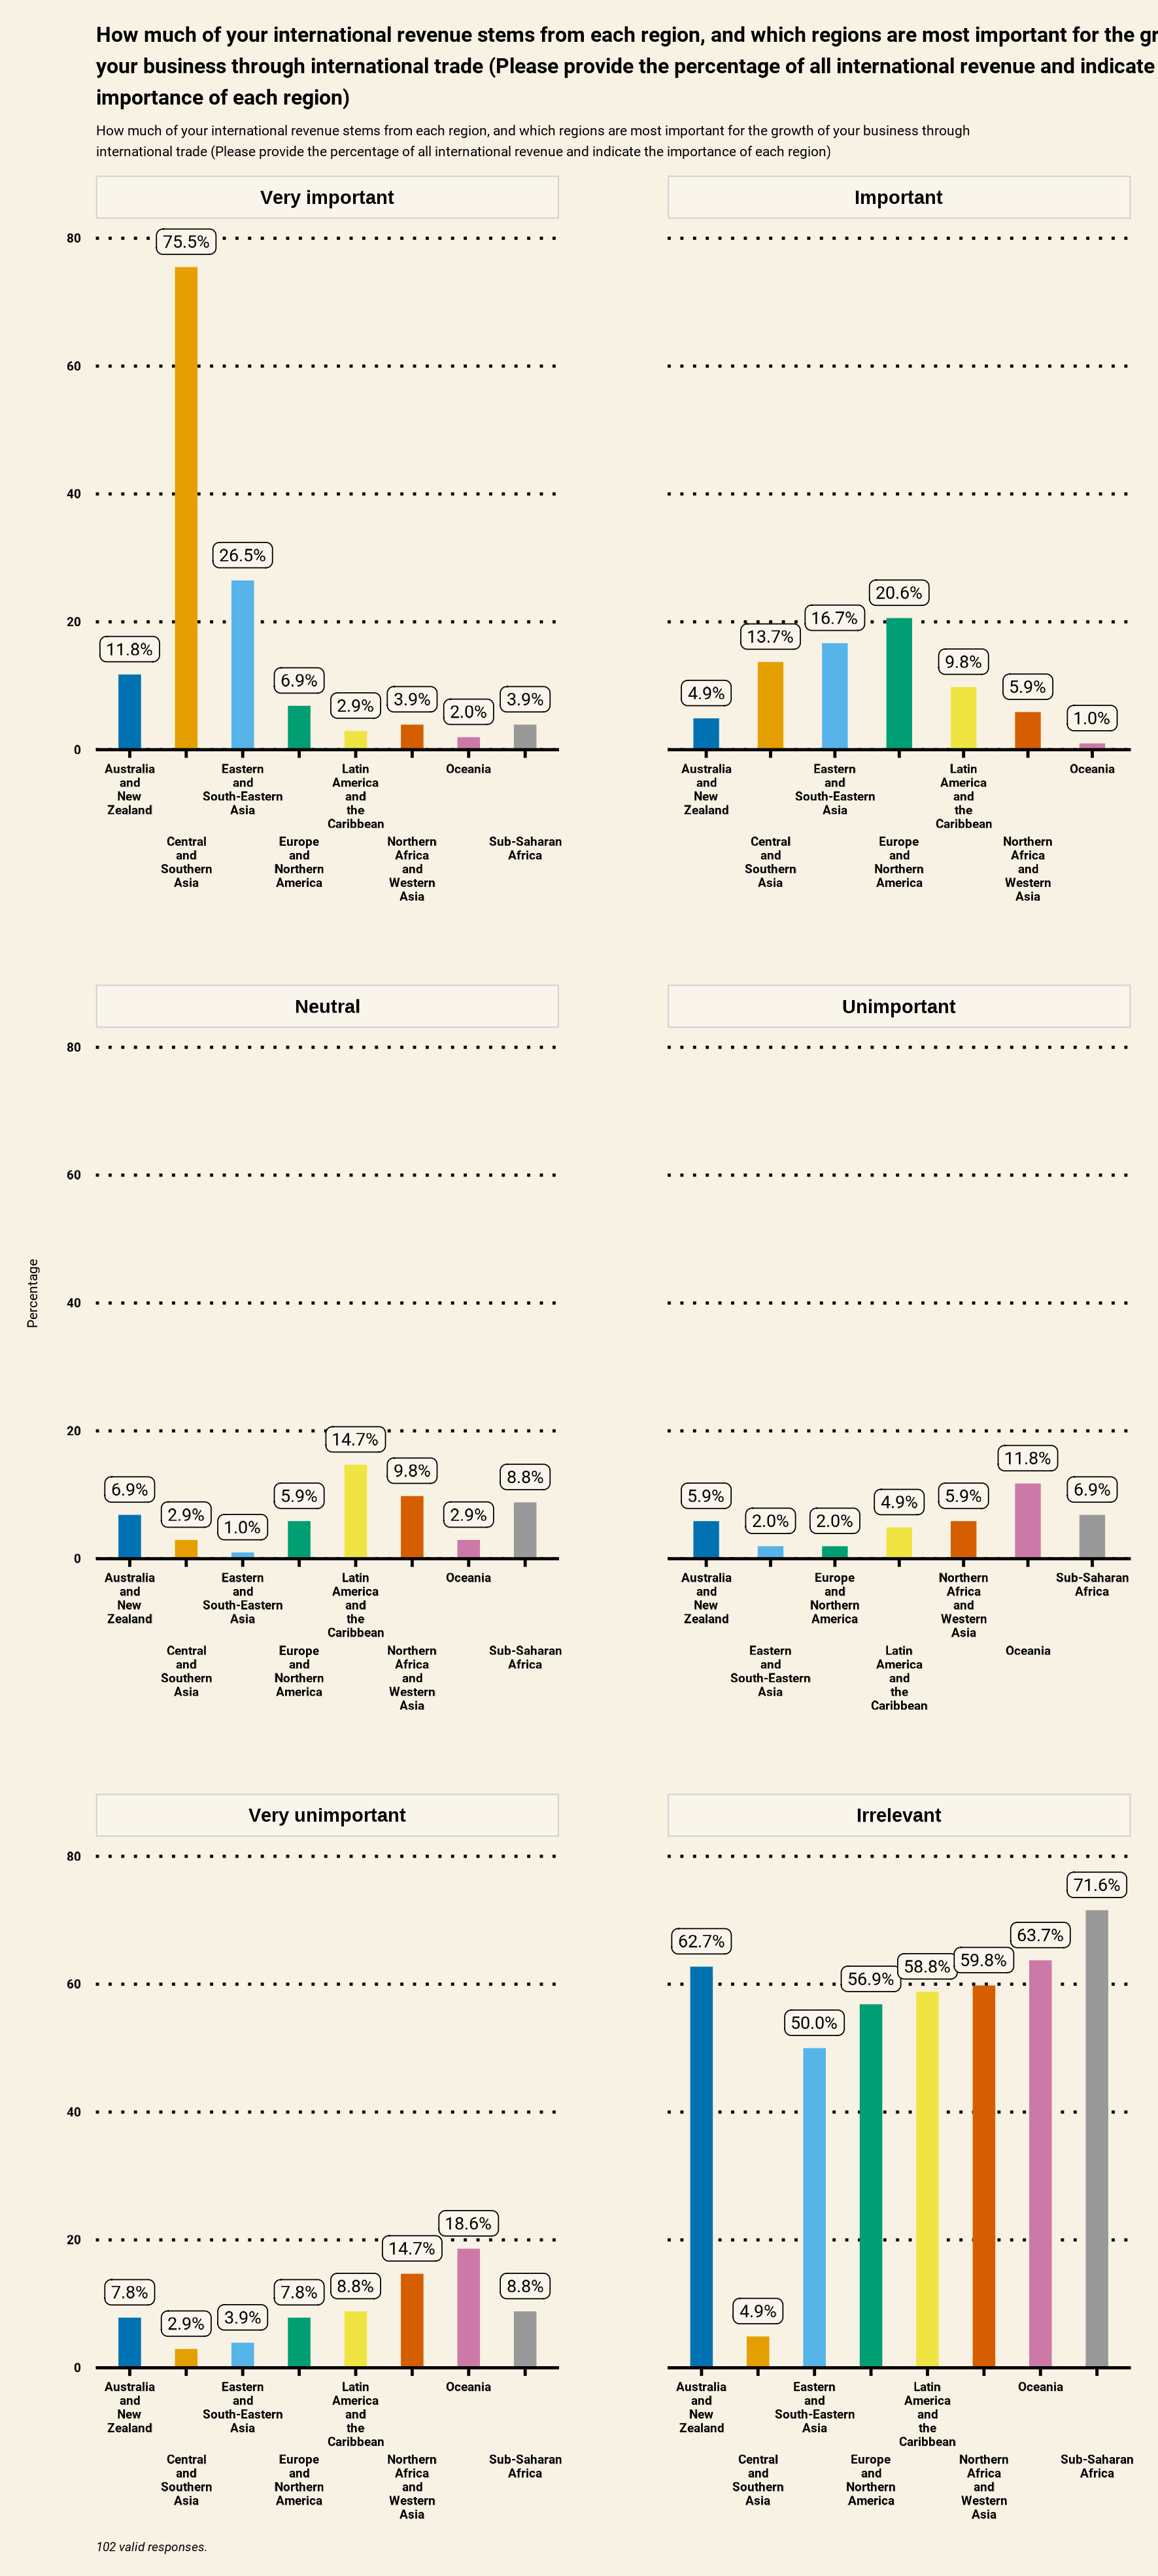 How much of your international revenue stems from each region, and which regions are most important for the gr
your business through international trade (Please provide the percentage of all international revenue and indicate
importance of each region)
How much of your international revenue stems from each region, and which regions are most important for the growth of your business through
international trade (Please provide the percentage of all international revenue and indicate the importance of each region)
Very important
80
60
40
20
0
75.5%
26.5%
11.8%
6.9%
2.9%
3.9%
2.0%
3.9%
Australia
and
New
Zealand
Central
and
Southern
Asia
Eastern
and
South-Eastern
Asia
Europe
and
Northern
America
Latin
America
and
the
Caribbean
Northern
Africa
and
Western
Asia
Oceania
Sub-Saharan
Africa
Important
4.9%
13.7%
16.7%
20.6%
9.8%
5.9%
1.0%
Australia
and
New
Zealand
Central
and
Southern
Asia
Eastern
and
South-Eastern
Asia
Europe
and
Northern
America
Latin
America
and
the
Caribbean
Northern
Africa
and
Western
Asia
Oceania
Percentage
Neutral
80
60
40
20
0
6.9%
2.9%
1.0%
5.9%
14.7%
9.8%
2.9%
8.8%
Australia
and
New
Zealand
Central
and
Southern
Asia
Eastern
and
South-Eastern
Asia
Europe
and
Northern
America
Latin
America
and
the
Caribbean
Northern
Africa
and
Western
Asia
Oceania
Sub-Saharan
Africa
Unimportant
5.9%
2.0%
2.0%
4.9%
5.9%
11.8%
6.9%
Australia
and
New
Zealand
Eastern
and
South-Eastern
Asia
Europe
and
Northern
America
Latin
America
and
the
Caribbean
Northern
Africa
and
Western
Asia
Oceania
Sub-Saharan
Africa
Very unimportant
80
60
40
20
0
7.8%
2.9%
3.9%
7.8%
8.8%
14.7%
18.6%
8.8%
Australia
and
New
Zealand
Central
and
Southern
Asia
Eastern
and
South-Eastern
Asia
Europe
and
Northern
America
Latin
America
and
the
Caribbean
Northern
Africa
and
Western
Asia
Oceania
Sub-Saharan
Africa
Irrelevant
62.7%
4.9%
50.0%
56.9%
58.8%
59.8%
63.7%
71.6%
Australia
and
New
Zealand
Central
and
Southern
Asia
Eastern
and
South-Eastern
Asia
Europe
and
Northern
America
Latin
America
and
the
Caribbean
Northern
Africa
and
Western
Asia
Oceania
Sub-Saharan
Africa
102 valid responses.